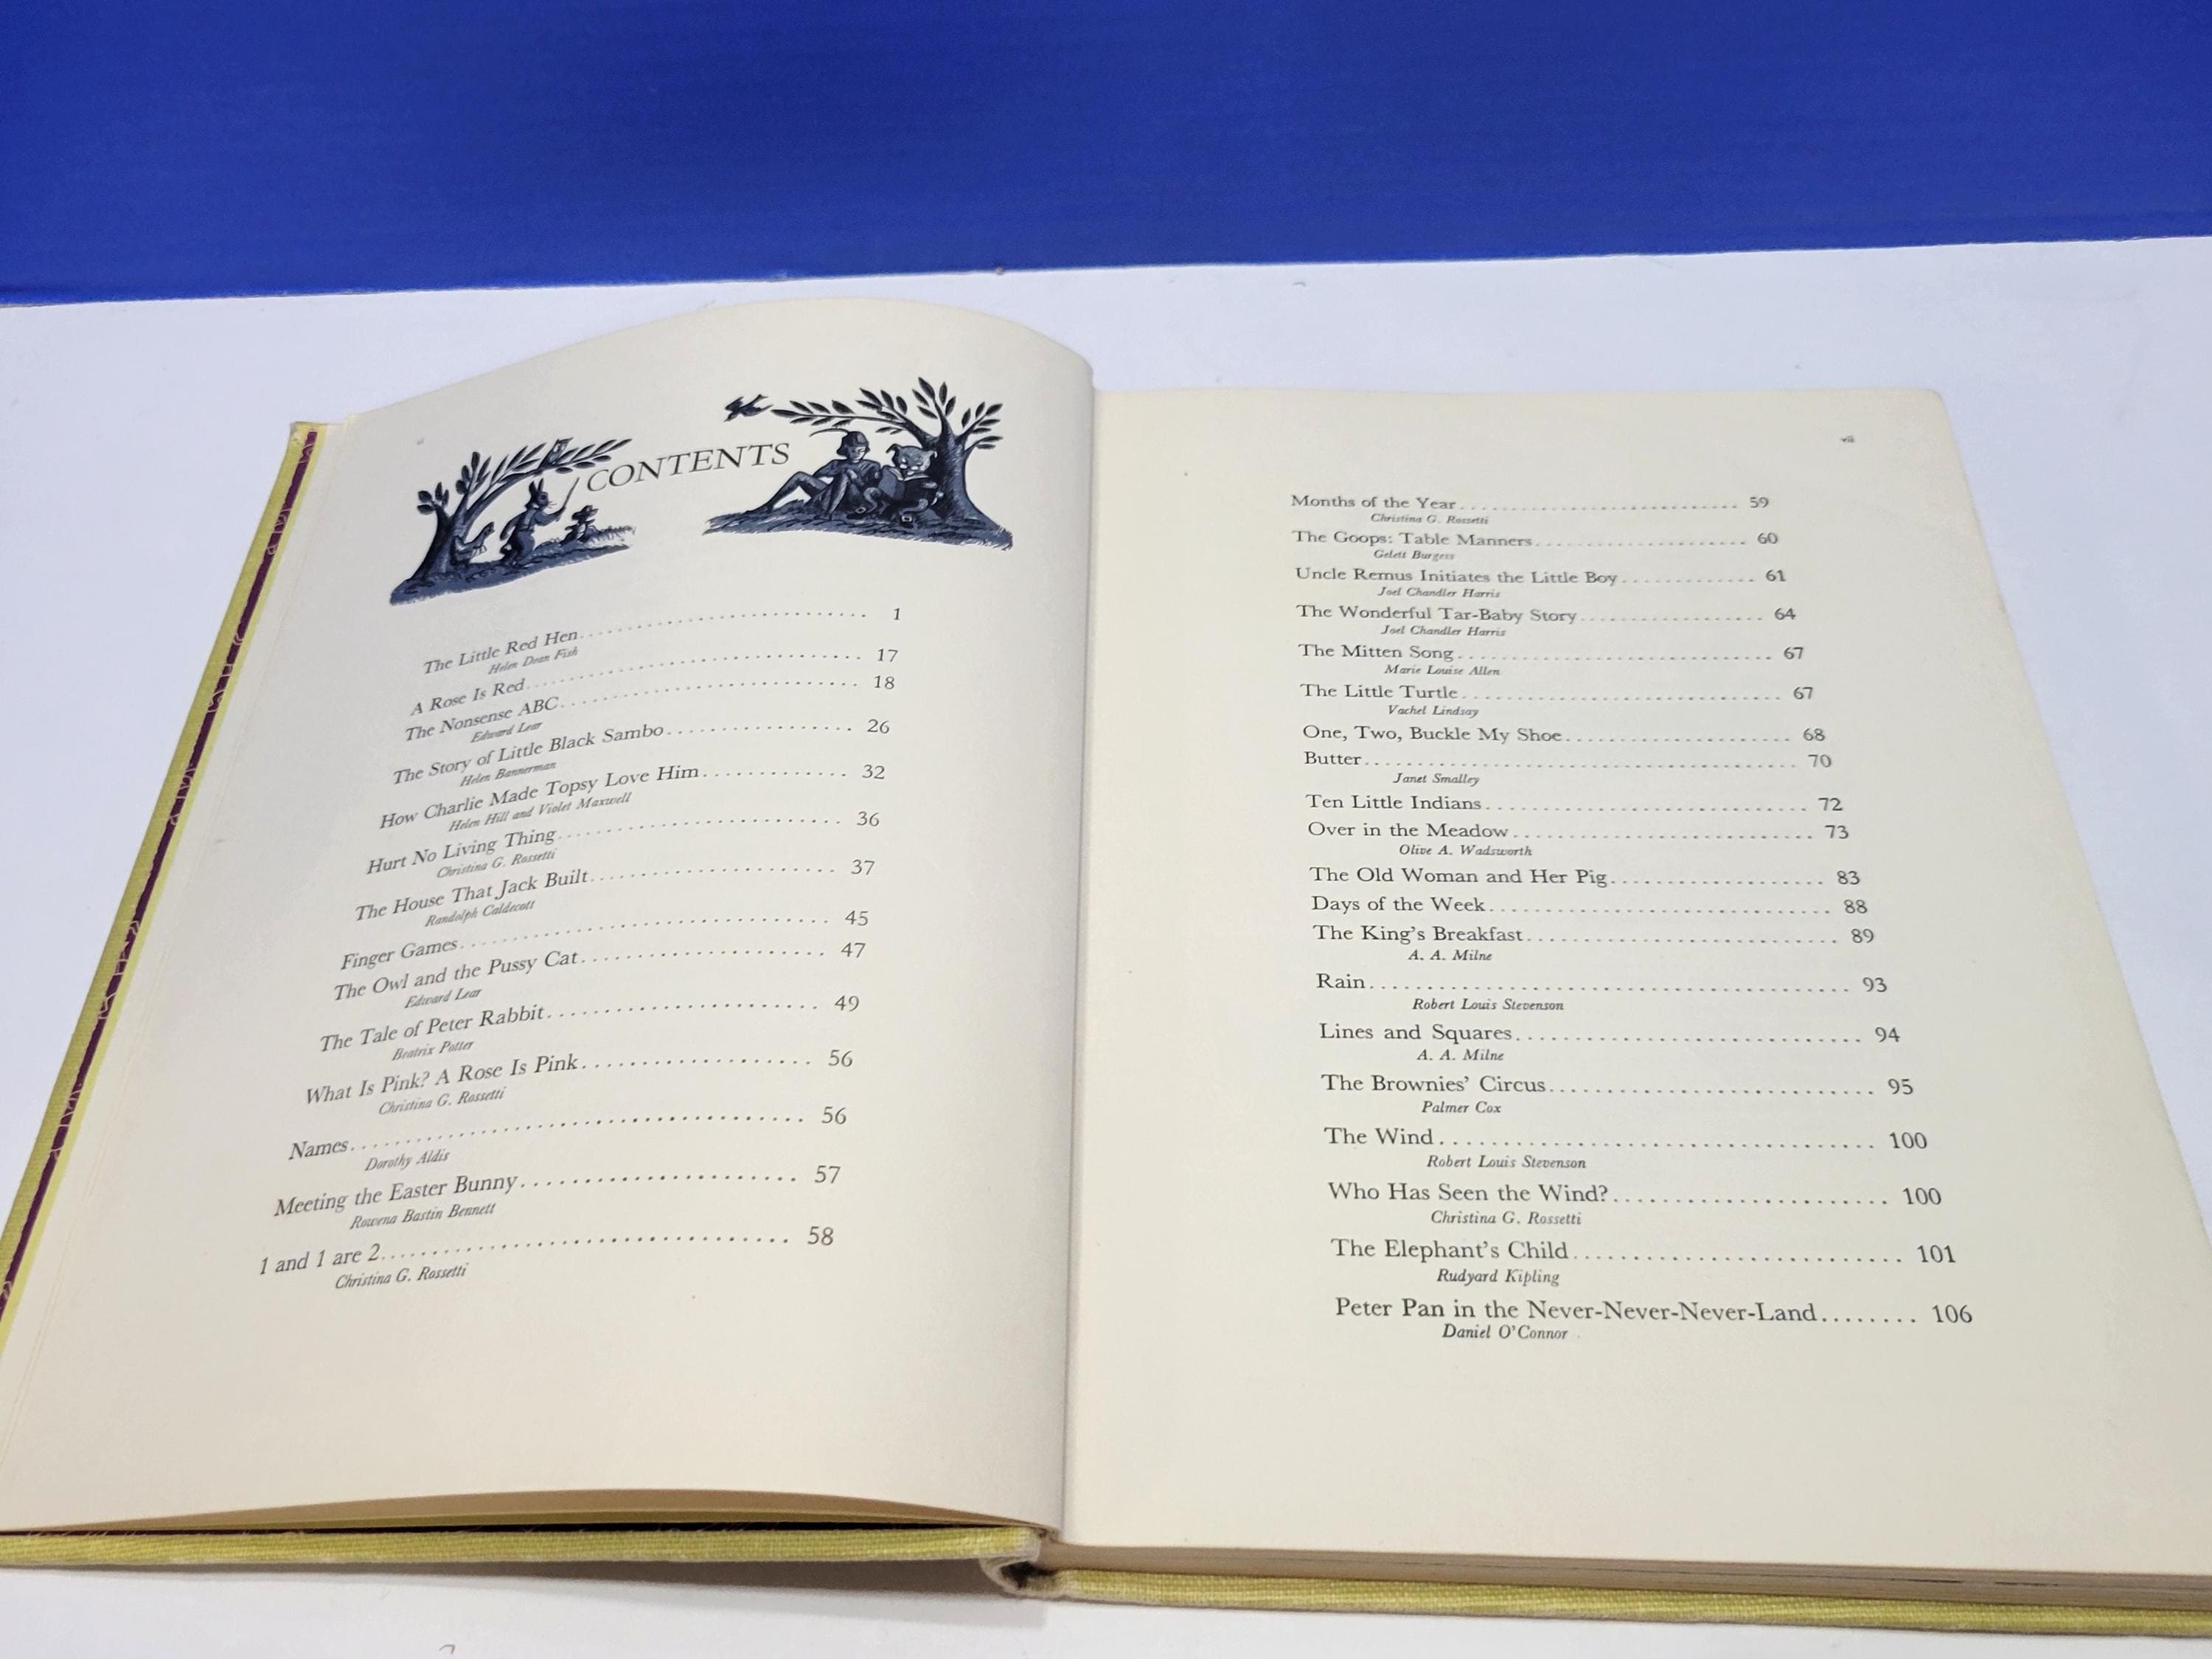 CONTENTS
The Little Red Hen.............................. 1
Helen Dean Fish
A Rose Is Red.............................. 17
The Nonsense ABC.............................. 18
Edward Lear
The Story of Little Black Sambo.................. 26
Helen Bannerman
How Charlie Made Topsy Love Him............. 32
Helen Hill and Violet Maxwell
Hurt No Living Thing........................ 36
Christina G. Rossetti
The House That Jack Built..................... 37
Randolph Caldecott
Finger Games.............................. 45
The Owl and the Pussy Cat.................... 47
Edward Lear
The Tale of Peter Rabbit...................... 49
Beatrix Potter
What Is Pink? A Rose Is Pink................... 56
Christina G. Rossetti
Names.................................... 56
Dorothy Aldis
Meeting the Easter Bunny....................... 57
Rowena Bastin Bennett
1 and 1 are 2.................................. 58
Christina G. Rossetti
vii
Months of the Year............................ 59
Christina G. Rossetti
The Goops: Table Manners...................... 60
Gelett Burgess
Uncle Remus Initiates the Little Boy............. 61
Joel Chandler Harris
The Wonderful Tar-Baby Story................... 64
Joel Chandler Harris
The Mitten Song............................... 67
Marie Louise Allen
The Little Turtle............................... 67
Vachel Lindsay
One, Two, Buckle My Shoe...................... 68
Butter........................................ 70
Janet Smalley
Ten Little Indians............................. 72
Over in the Meadow........................... 73
Olive A. Wadsworth
The Old Woman and Her Pig.................... 83
Days of the Week.............................. 88
The King's Breakfast........................... 89
A. A. Milne
Rain.......................................... 93
Robert Louis Stevenson
Lines and Squares.............................. 94
A. A. Milne
The Brownies' Circus........................... 95
Palmer Cox
The Wind..................................... 100
Robert Louis Stevenson
Who Has Seen the Wind?....................... 100
Christina G. Rossetti
The Elephant's Child........................... 101
Rudyard Kipling
Peter Pan in the Never-Never-Never-Land........ 106
Daniel O'Connor